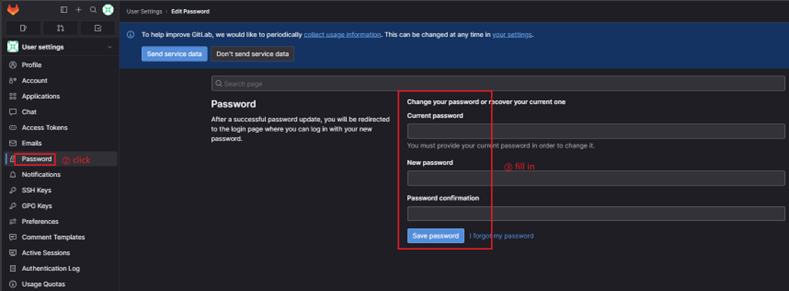 User Settings › Edit Password
To help improve GitLab, we would like to periodically collect usage information. This can be changed at any time in your settings.
Send service data
Don't send service data
User settings
Profile
Account
Applications
Chat
Access Tokens
Emails
Password
② click
Notifications
SSH Keys
GPG Keys
Preferences
Comment Templates
Active Sessions
Authentication Log
Usage Quotas
Search page
Password
After a successful password update, you will be redirected
to the login page where you can log in with your new
password.
Change your password or recover your current one
Current password
You must provide your current password in order to change it.
New password
③ fill in
Password confirmation
Save password
I forgot my password